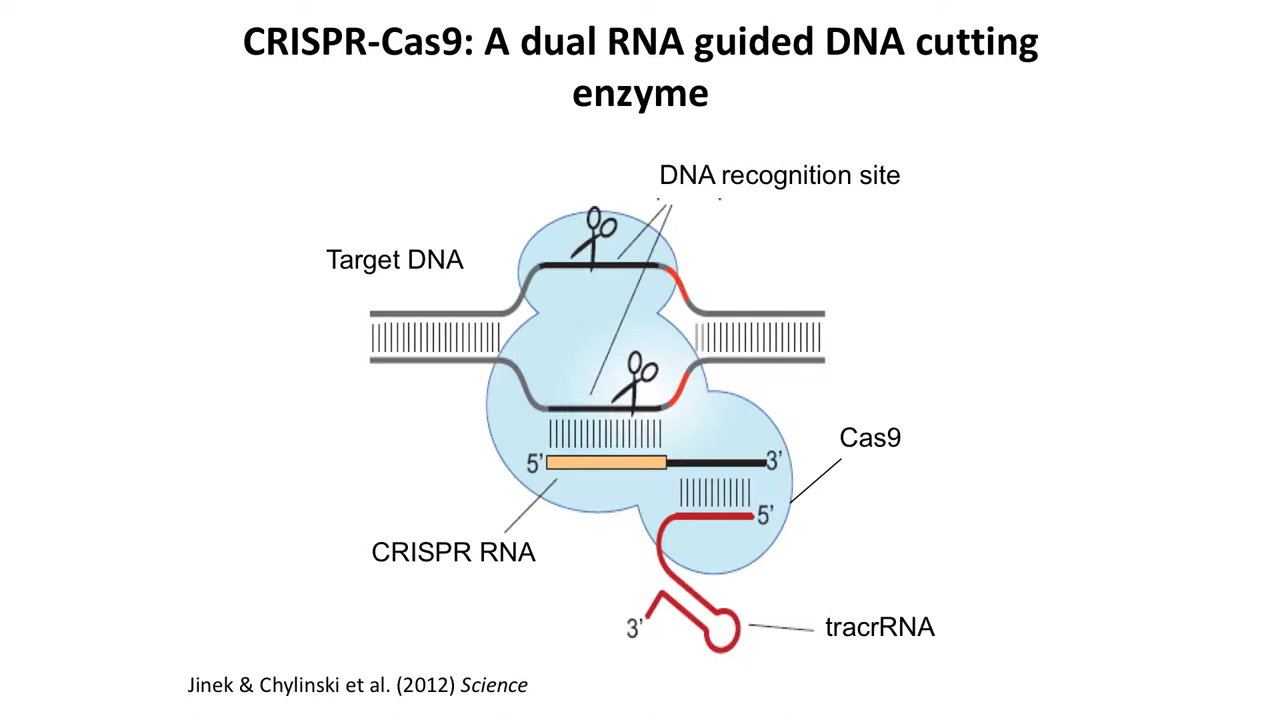 CRISPR-Cas9: A dual RNA guided DNA cutting
enzyme
DNA recognition site
Target DNA
Cas9
5’
3’
5’
CRISPR RNA
3’
tracrRNA
Jinek & Chylinski et al. (2012) Science